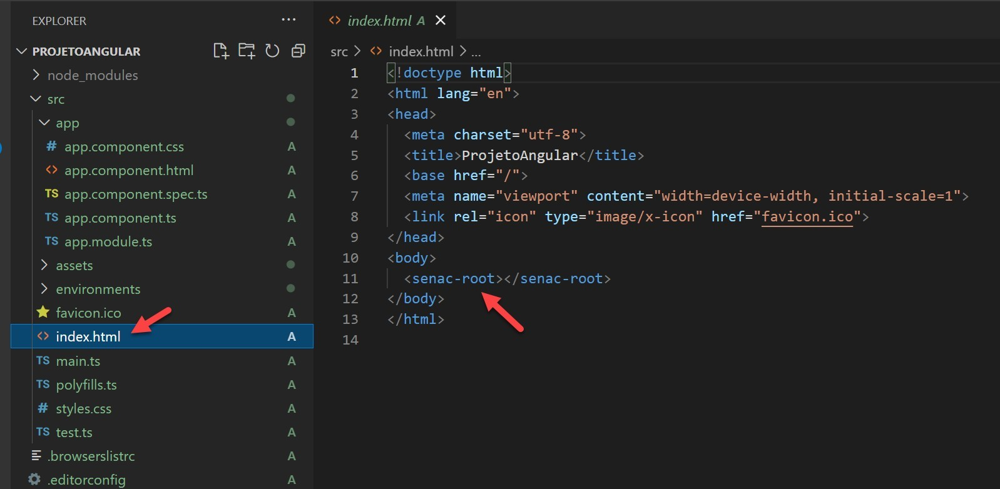 EXPLORER ...
PROJETOANGULAR
node_modules
src
app
# app.component.css A
<> app.component.html A
TS app.component.spec.ts A
TS app.component.ts A
TS app.module.ts A
assets
environments
favicon.ico A
<> index.html A
TS main.ts A
TS polyfills.ts A
# styles.css A
TS test.ts A
.browserslistrc A
.editorconfig A
<> index.html A
src > <> index.html > ...
1 <!doctype html>
2 <html lang="en">
3 <head>
4 <meta charset="utf-8">
5 <title>ProjetoAngular</title>
6 <base href="/">
7 <meta name="viewport" content="width=device-width, initial-scale=1">
8 <link rel="icon" type="image/x-icon" href="favicon.ico">
9 </head>
10 <body>
11 <senac-root></senac-root>
12 </body>
13 </html>
14